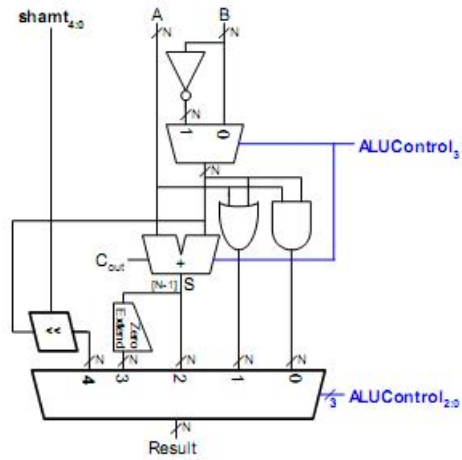 shamt4:0
A B
N N
N
1 0
ALUControl3
N
Cout
+
[N-1] S
<<
Zero
Extend
N N N N N
4 3 2 1 0
3 ALUControl2:0
N
Result